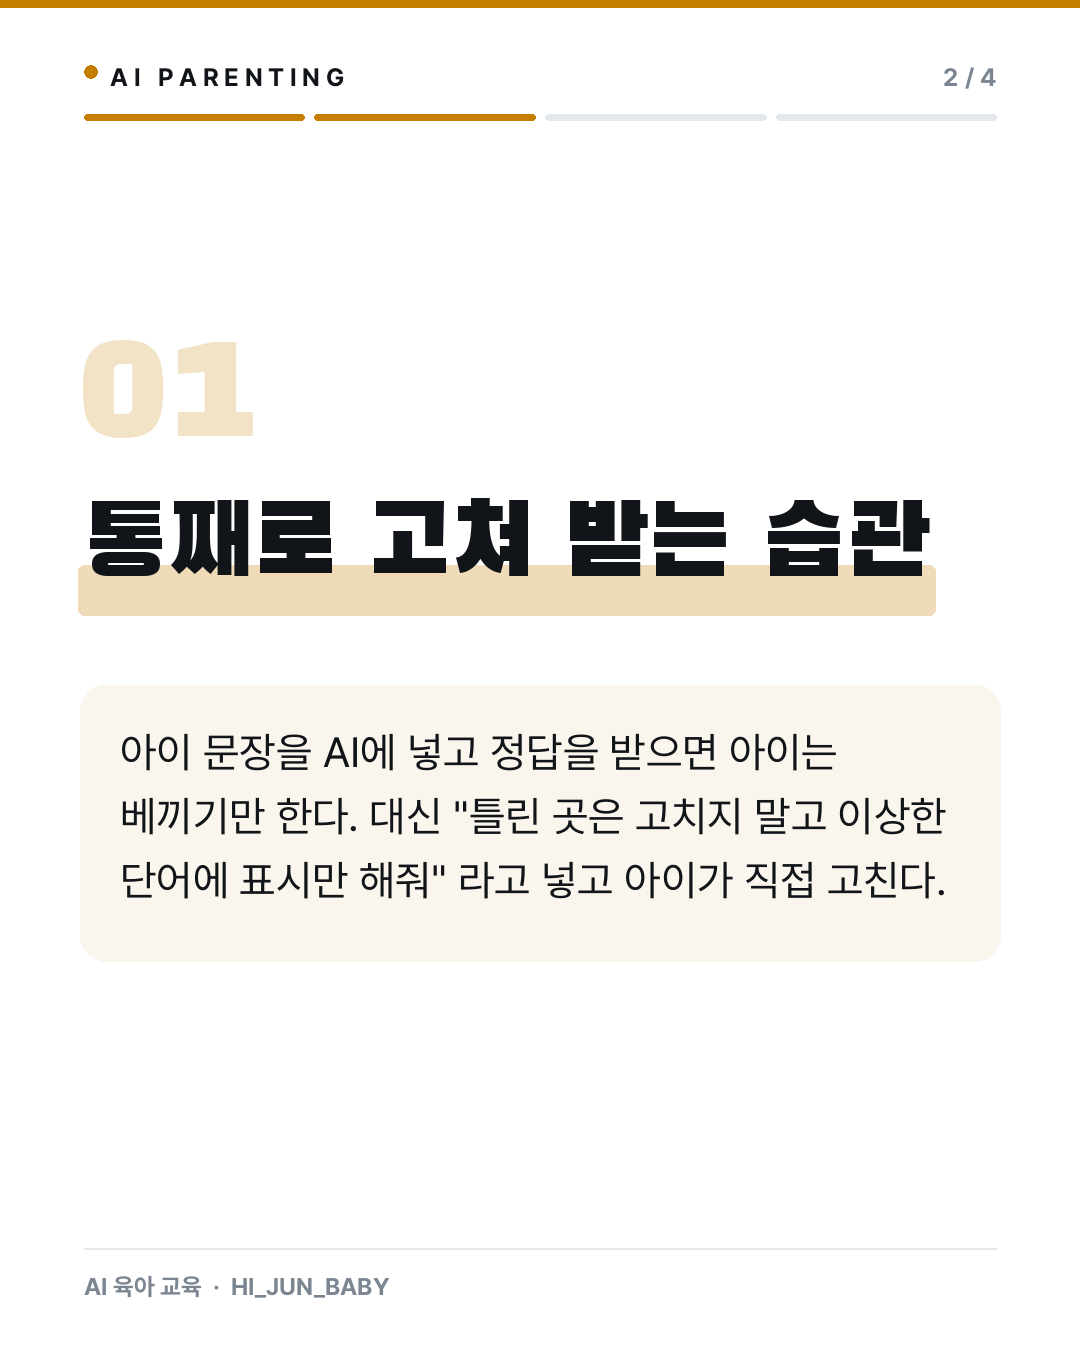 AI PARENTING
2 / 4
01
통째로 고쳐 받는 습관
아이 문장을 AI에 넣고 정답을 받으면 아이는
베끼기만 한다. 대신 "틀린 곳은 고치지 말고 이상한
단어에 표시만 해줘" 라고 넣고 아이가 직접 고친다.
AI 육아 교육 · HI_JUN_BABY